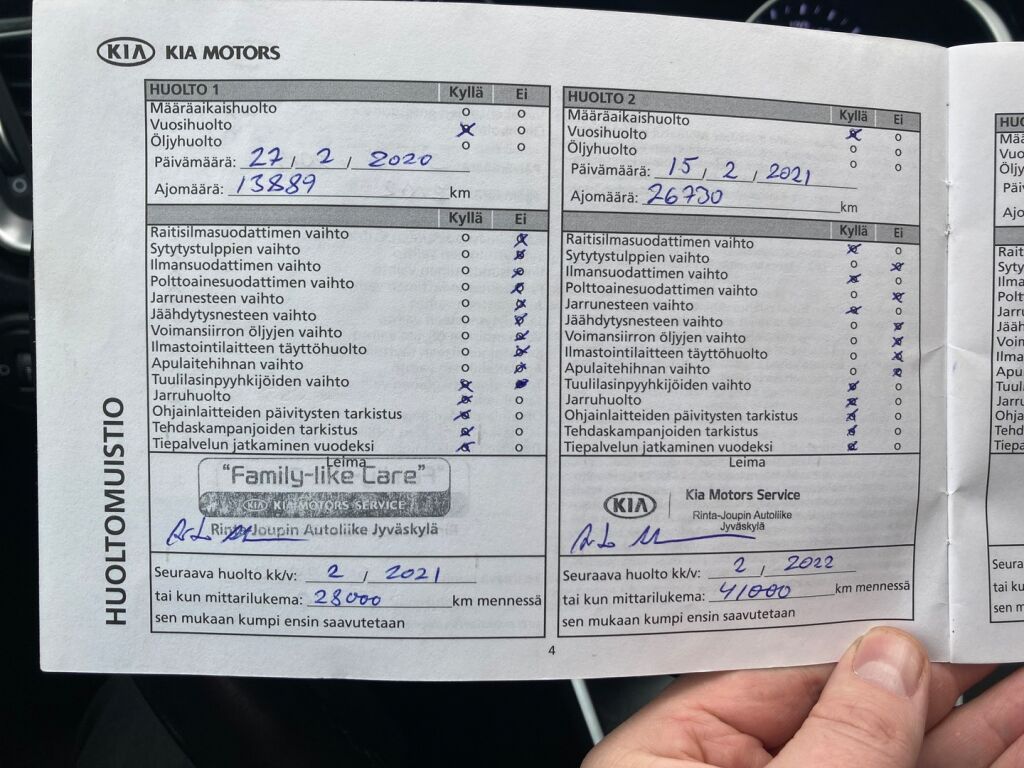 KIA KIA MOTORS
HUOLTOMUISTIO
HUOLTO 1 Kyllä Ei
Määräaikaishuolto o o
Vuosihuolto x o
Öljyhuolto o o
Päivämäärä: 27 / 2 / 2020
Ajomäärä: 13889 km
Kyllä Ei
Raitisilmasuodattimen vaihto o x
Sytytystulppien vaihto o x
Ilmansuodattimen vaihto o x
Polttoainesuodattimen vaihto o x
Jarrunesteen vaihto o x
Jäähdytysnesteen vaihto o x
Voimansiirron öljyjen vaihto o x
Ilmastointilaitteen täyttöhuolto o x
Apulaitehihnan vaihto o x
Tuulilasinpyyhkijöiden vaihto x
Jarruhuolto x o
Ohjainlaitteiden päivitysten tarkistus x o
Tehdaskampanjoiden tarkistus x o
Tiepalvelun jatkaminen vuodeksi x o
Leima
"Family-like Care"
KIA KIA MOTORS SERVICE
Rinta-Joupin Autoliike Jyväskylä
Seuraava huolto kk/v: 2 / 2021
tai kun mittarilukema: 28000 km mennessä
sen mukaan kumpi ensin saavutetaan
HUOLTO 2 Kyllä Ei
Määräaikaishuolto
Vuosihuolto x o
Öljyhuolto o o
Päivämäärä: 15 / 2 / 2021
Ajomäärä: 26730 km
Kyllä Ei
Raitisilmasuodattimen vaihto x o
Sytytystulppien vaihto o x
Ilmansuodattimen vaihto x o
Polttoainesuodattimen vaihto o x
Jarrunesteen vaihto x o
Jäähdytysnesteen vaihto o x
Voimansiirron öljyjen vaihto o x
Ilmastointilaitteen täyttöhuolto o x
Apulaitehihnan vaihto o x
Tuulilasinpyyhkijöiden vaihto x o
Jarruhuolto x o
Ohjainlaitteiden päivitysten tarkistus x o
Tehdaskampanjoiden tarkistus x o
Tiepalvelun jatkaminen vuodeksi x o
Leima
KIA Kia Motors Service
Rinta-Joupin Autoliike
Jyväskylä
Seuraava huolto kk/v: 2 / 2022
tai kun mittarilukema: 41000 km mennessä
sen mukaan kumpi ensin saavutetaan
4